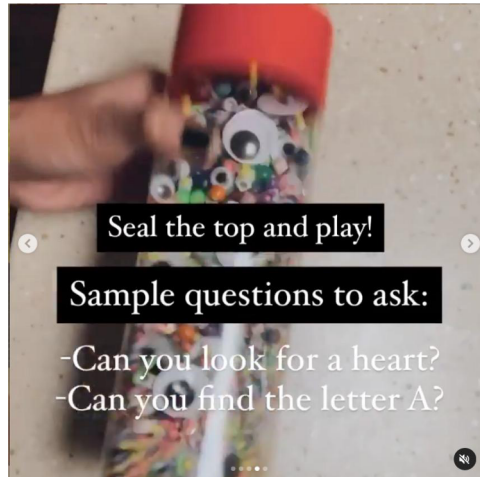 Seal the top and play!
Sample questions to ask:
-Can you look for a heart?
-Can you find the letter A?